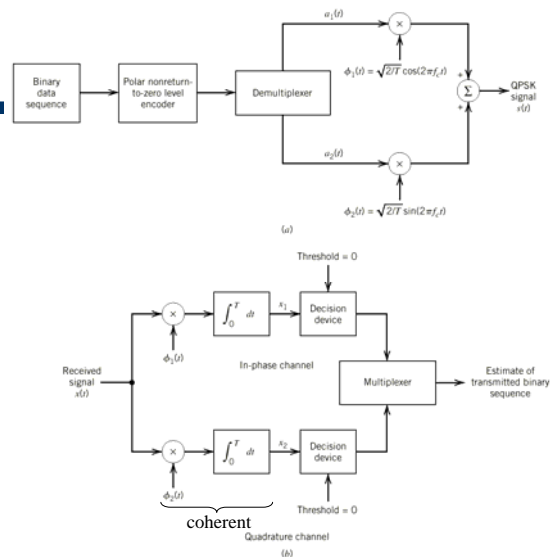 a₁(t)
×
ϕ₁(t) = √2/T cos(2πf_ct)
Binary
data
sequence
Polar nonreturn-
to-zero level
encoder
Demultiplexer
+
Σ
+
QPSK
signal
s(t)
a₂(t)
×
ϕ₂(t) = √2/T sin(2πf_ct)
(a)
Threshold = 0
×
∫₀ᵀ dt
x₁
Decision
device
ϕ₁(t)
In-phase channel
Received
signal
x(t)
Multiplexer
Estimate of
transmitted binary
sequence
×
∫₀ᵀ dt
x₂
Decision
device
ϕ₂(t)
Threshold = 0
coherent
Quadrature channel
(b)